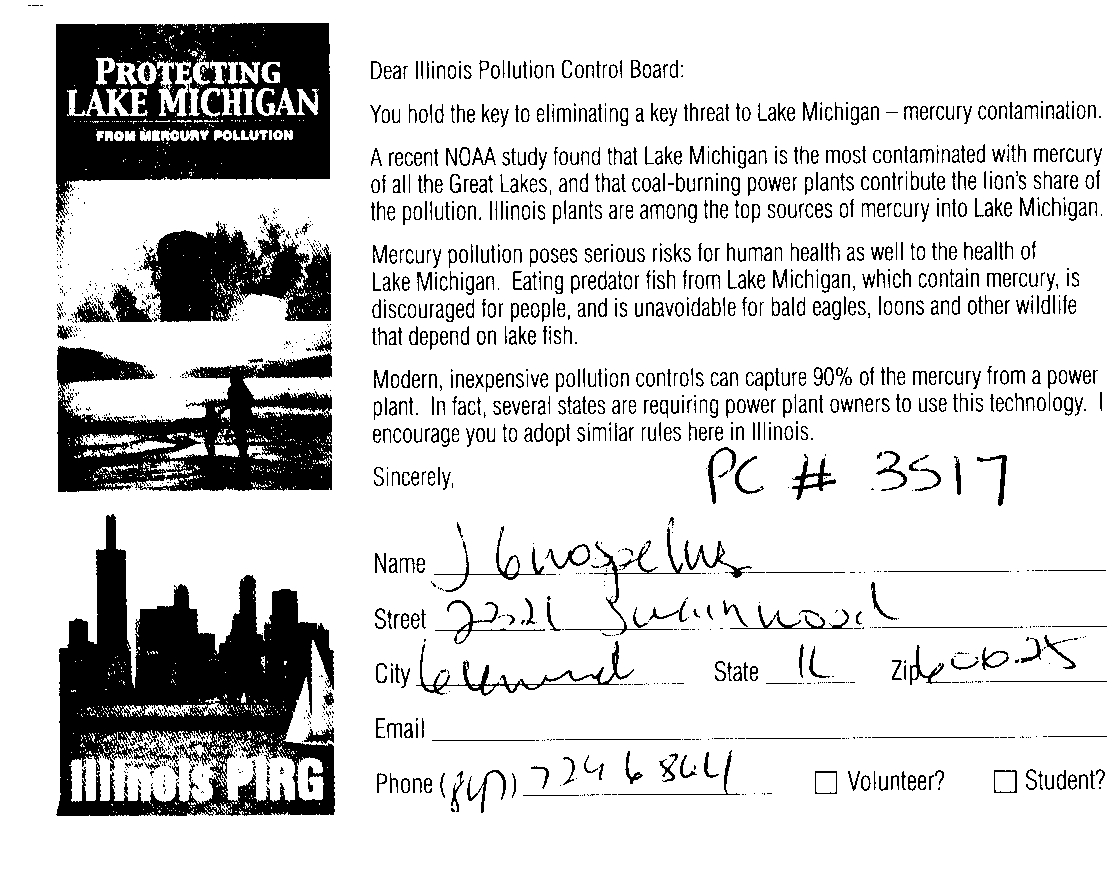 PROTECTING
LAKE MICHIGAN
FROM MERCURY POLLUTION
Dear Illinois Pollution Control Board:
You hold the key to eliminating a key threat to Lake Michigan – mercury contamination.
A recent NOAA study found that Lake Michigan is the most contaminated with mercury
of all the Great Lakes, and that coal-burning power plants contribute the lion's share of
the pollution. Illinois plants are among the top sources of mercury into Lake Michigan.
Mercury pollution poses serious risks for human health as well to the health of
Lake Michigan. Eating predator fish from Lake Michigan, which contain mercury, is
discouraged for people, and is unavoidable for bald eagles, loons and other wildlife
that depend on lake fish.
Modern, inexpensive pollution controls can capture 90% of the mercury from a power
plant. In fact, several states are requiring power plant owners to use this technology. I
encourage you to adopt similar rules here in Illinois.
Sincerely,
PC # 3517
Name J
Street 2321
City State IL Zip 60025
Email
Phone (847) 724 6864 Volunteer? Student?
Illinois PIRG